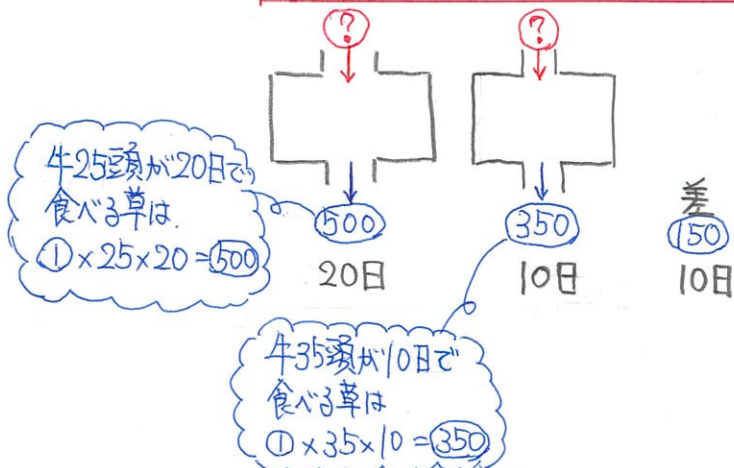 ?
?
牛25頭が20日で
食べる草は
①×25×20=500
500
350
差
150
20日
10日
10日
牛35頭が10日で
食べる草は
①×35×10=350